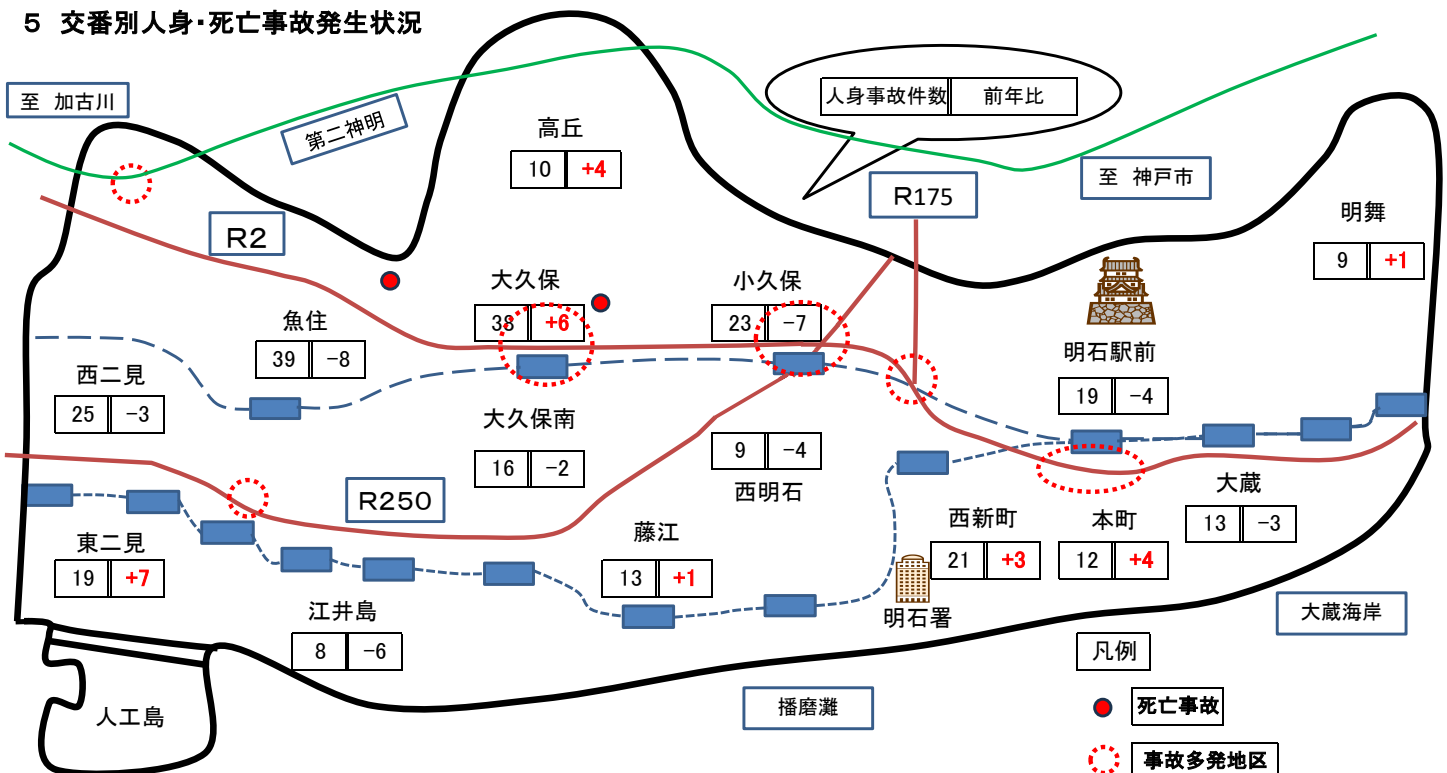 5 交番別人身・死亡事故発生状況
至 加古川
第二神明
人身事故件数 前年比
高丘
10 +4
至 神戸市
R175
明舞
9 +1
R2
大久保
38 +6
小久保
23 -7
魚住
39 -8
明石駅前
19 -4
西二見
25 -3
大久保南
16 -2
9 -4
西明石
R250
大蔵
13 -3
東二見
19 +7
藤江
13 +1
西新町
21 +3
本町
12 +4
江井島
8 -6
明石署
大蔵海岸
凡例
人工島
播磨灘
死亡事故
事故多発地区